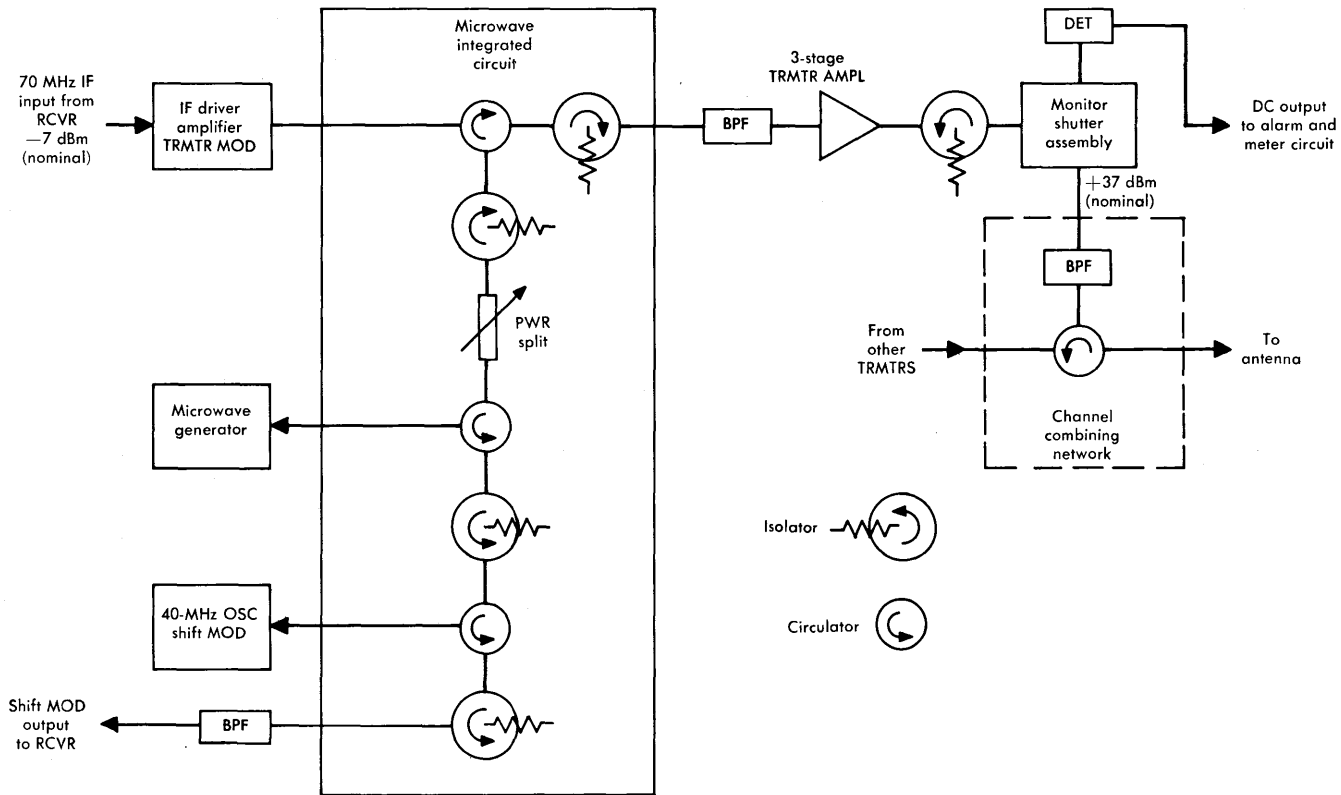 Microwave
integrated
circuit
70 MHz IF
input from
RCVR
−7 dBm
(nominal)
IF driver
amplifier
TRMTR MOD
BPF
3-stage
TRMTR AMPL
DET
Monitor
shutter
assembly
DC output
to alarm and
meter circuit
+37 dBm
(nominal)
BPF
PWR
split
From
other
TRMTRS
To
antenna
Channel
combining
network
Microwave
generator
Isolator
40-MHz OSC
shift MOD
Circulator
Shift MOD
output
to RCVR
BPF